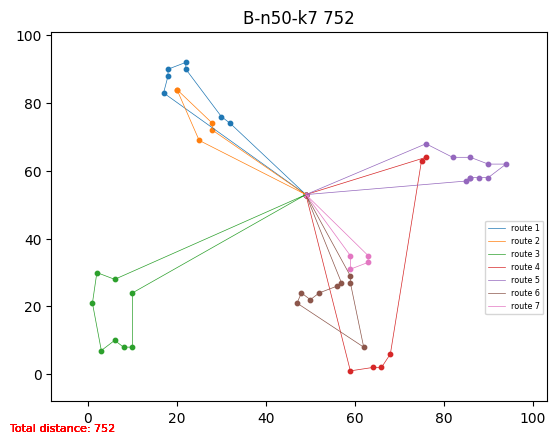 B-n50-k7 752
100
80
60
40
20
0
0 20 40 60 80 100
route 1
route 2
route 3
route 4
route 5
route 6
route 7
Total distance: 752